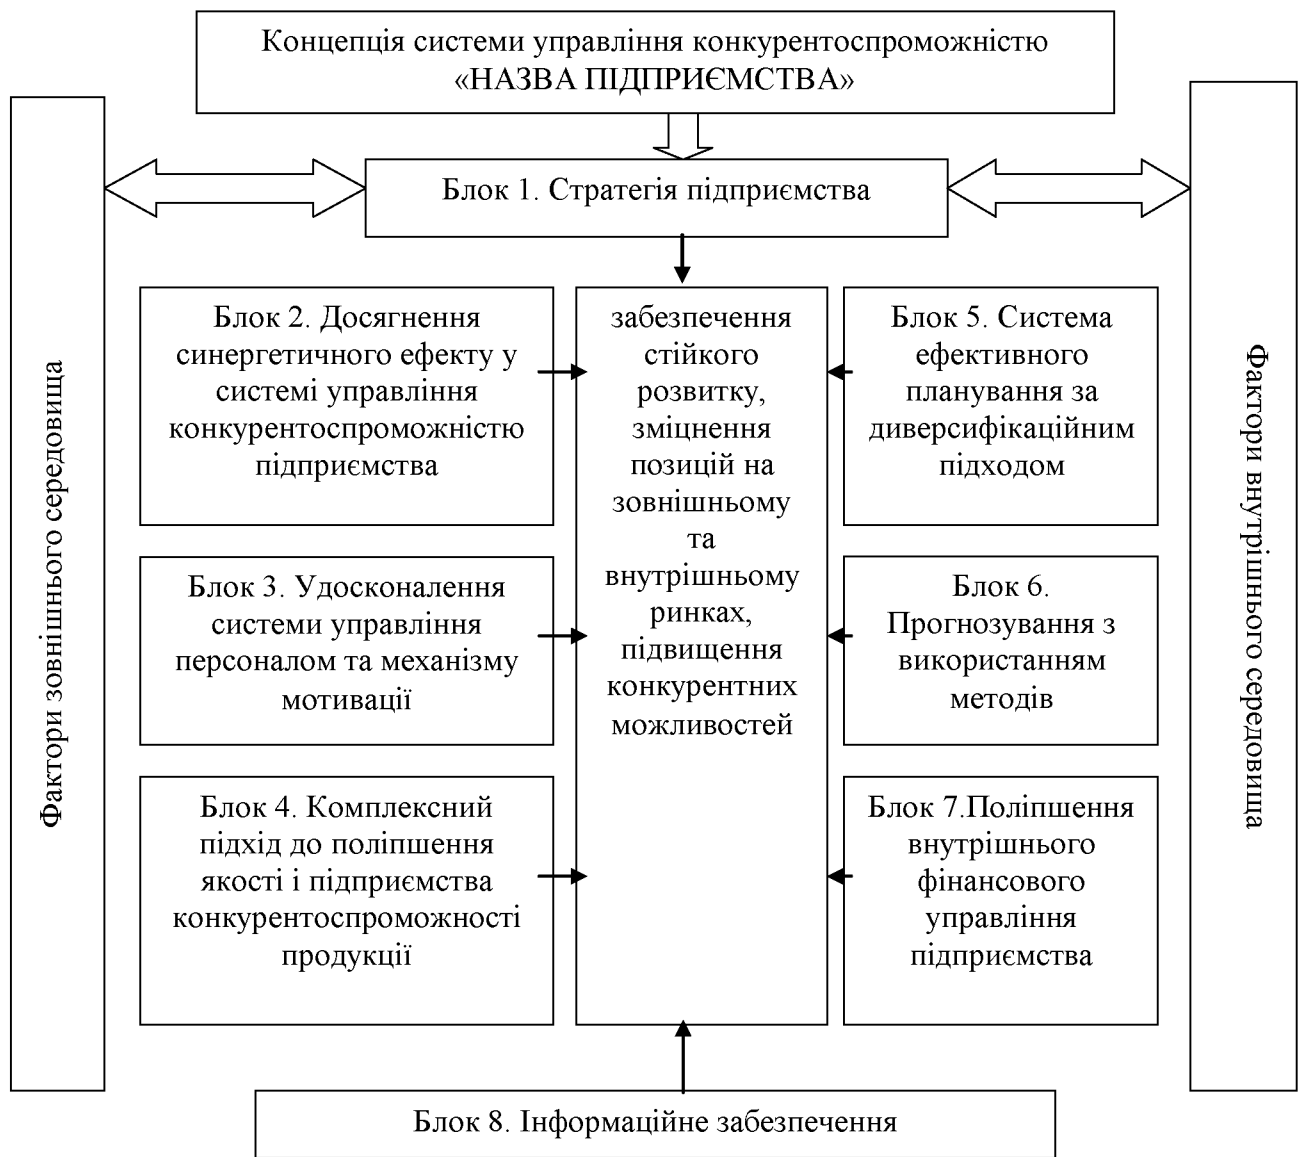 Концепція системи управління конкурентоспроможністю
«НАЗВА ПІДПРИЄМСТВА»
Блок 1. Стратегія підприємства
Фактори зовнішнього середовища
Блок 2. Досягнення
синергетичного ефекту у
системі управління
конкурентоспроможністю
підприємства
Блок 3. Удосконалення
системи управління
персоналом та механізму
мотивації
Блок 4. Комплексний
підхід до поліпшення
якості і підприємства
конкурентоспроможності
продукції
забезпечення
стійкого
розвитку,
зміцнення
позицій на
зовнішньому
та
внутрішньому
ринках,
підвищення
конкурентних
можливостей
Блок 5. Система
ефективного
планування за
диверсифікаційним
підходом
Блок 6.
Прогнозування з
використанням
методів
Блок 7.Поліпшення
внутрішнього
фінансового
управління
підприємства
Фактори внутрішнього середовища
Блок 8. Інформаційне забезпечення